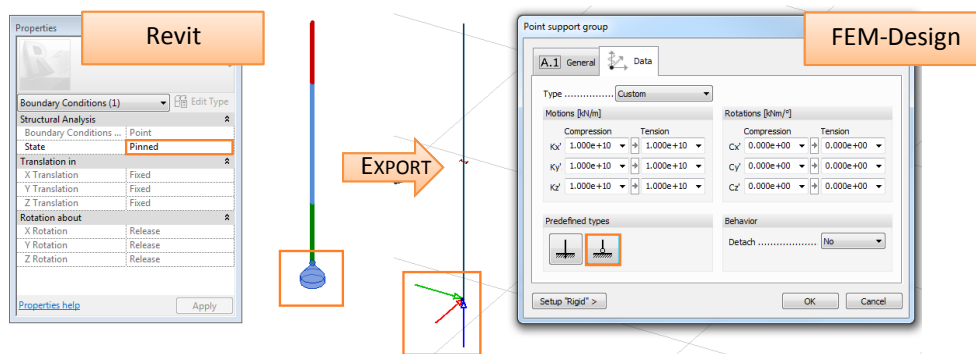 Properties
Revit
Boundary Conditions (1)
Edit Type
Structural Analysis
Boundary Conditions ... Point
State Pinned
Translation in
X Translation Fixed
Y Translation Fixed
Z Translation Fixed
Rotation about
X Rotation Release
Y Rotation Release
Z Rotation Release
Properties help
Apply
EXPORT
Point support group
FEM-Design
A.1 General
Data
Type ................ Custom
Motions [kN/m]
Compression Tension
Kx' 1.000e+10 1.000e+10
Ky' 1.000e+10 1.000e+10
Kz' 1.000e+10 1.000e+10
Rotations [kNm/°]
Compression Tension
Cx' 0.000e+00 0.000e+00
Cy' 0.000e+00 0.000e+00
Cz' 0.000e+00 0.000e+00
Predefined types
Behavior
Detach ................... No
Setup "Rigid" >
OK
Cancel